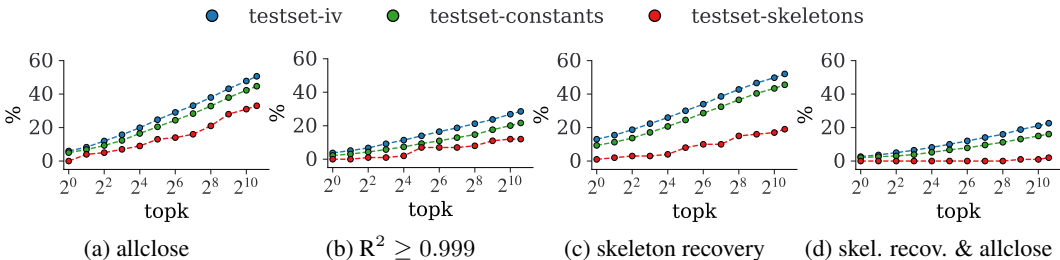 testset-iv testset-constants testset-skeletons
60 60 60 60
40 40 40 40
% % % %
20 20 20 20
0 0 0 0
2^0 2^2 2^4 2^6 2^8 2^10 2^0 2^2 2^4 2^6 2^8 2^10 2^0 2^2 2^4 2^6 2^8 2^10 2^0 2^2 2^4 2^6 2^8 2^10
topk topk topk topk
(a) allclose (b) R² ≥ 0.999 (c) skeleton recovery (d) skel. recov. & allclose